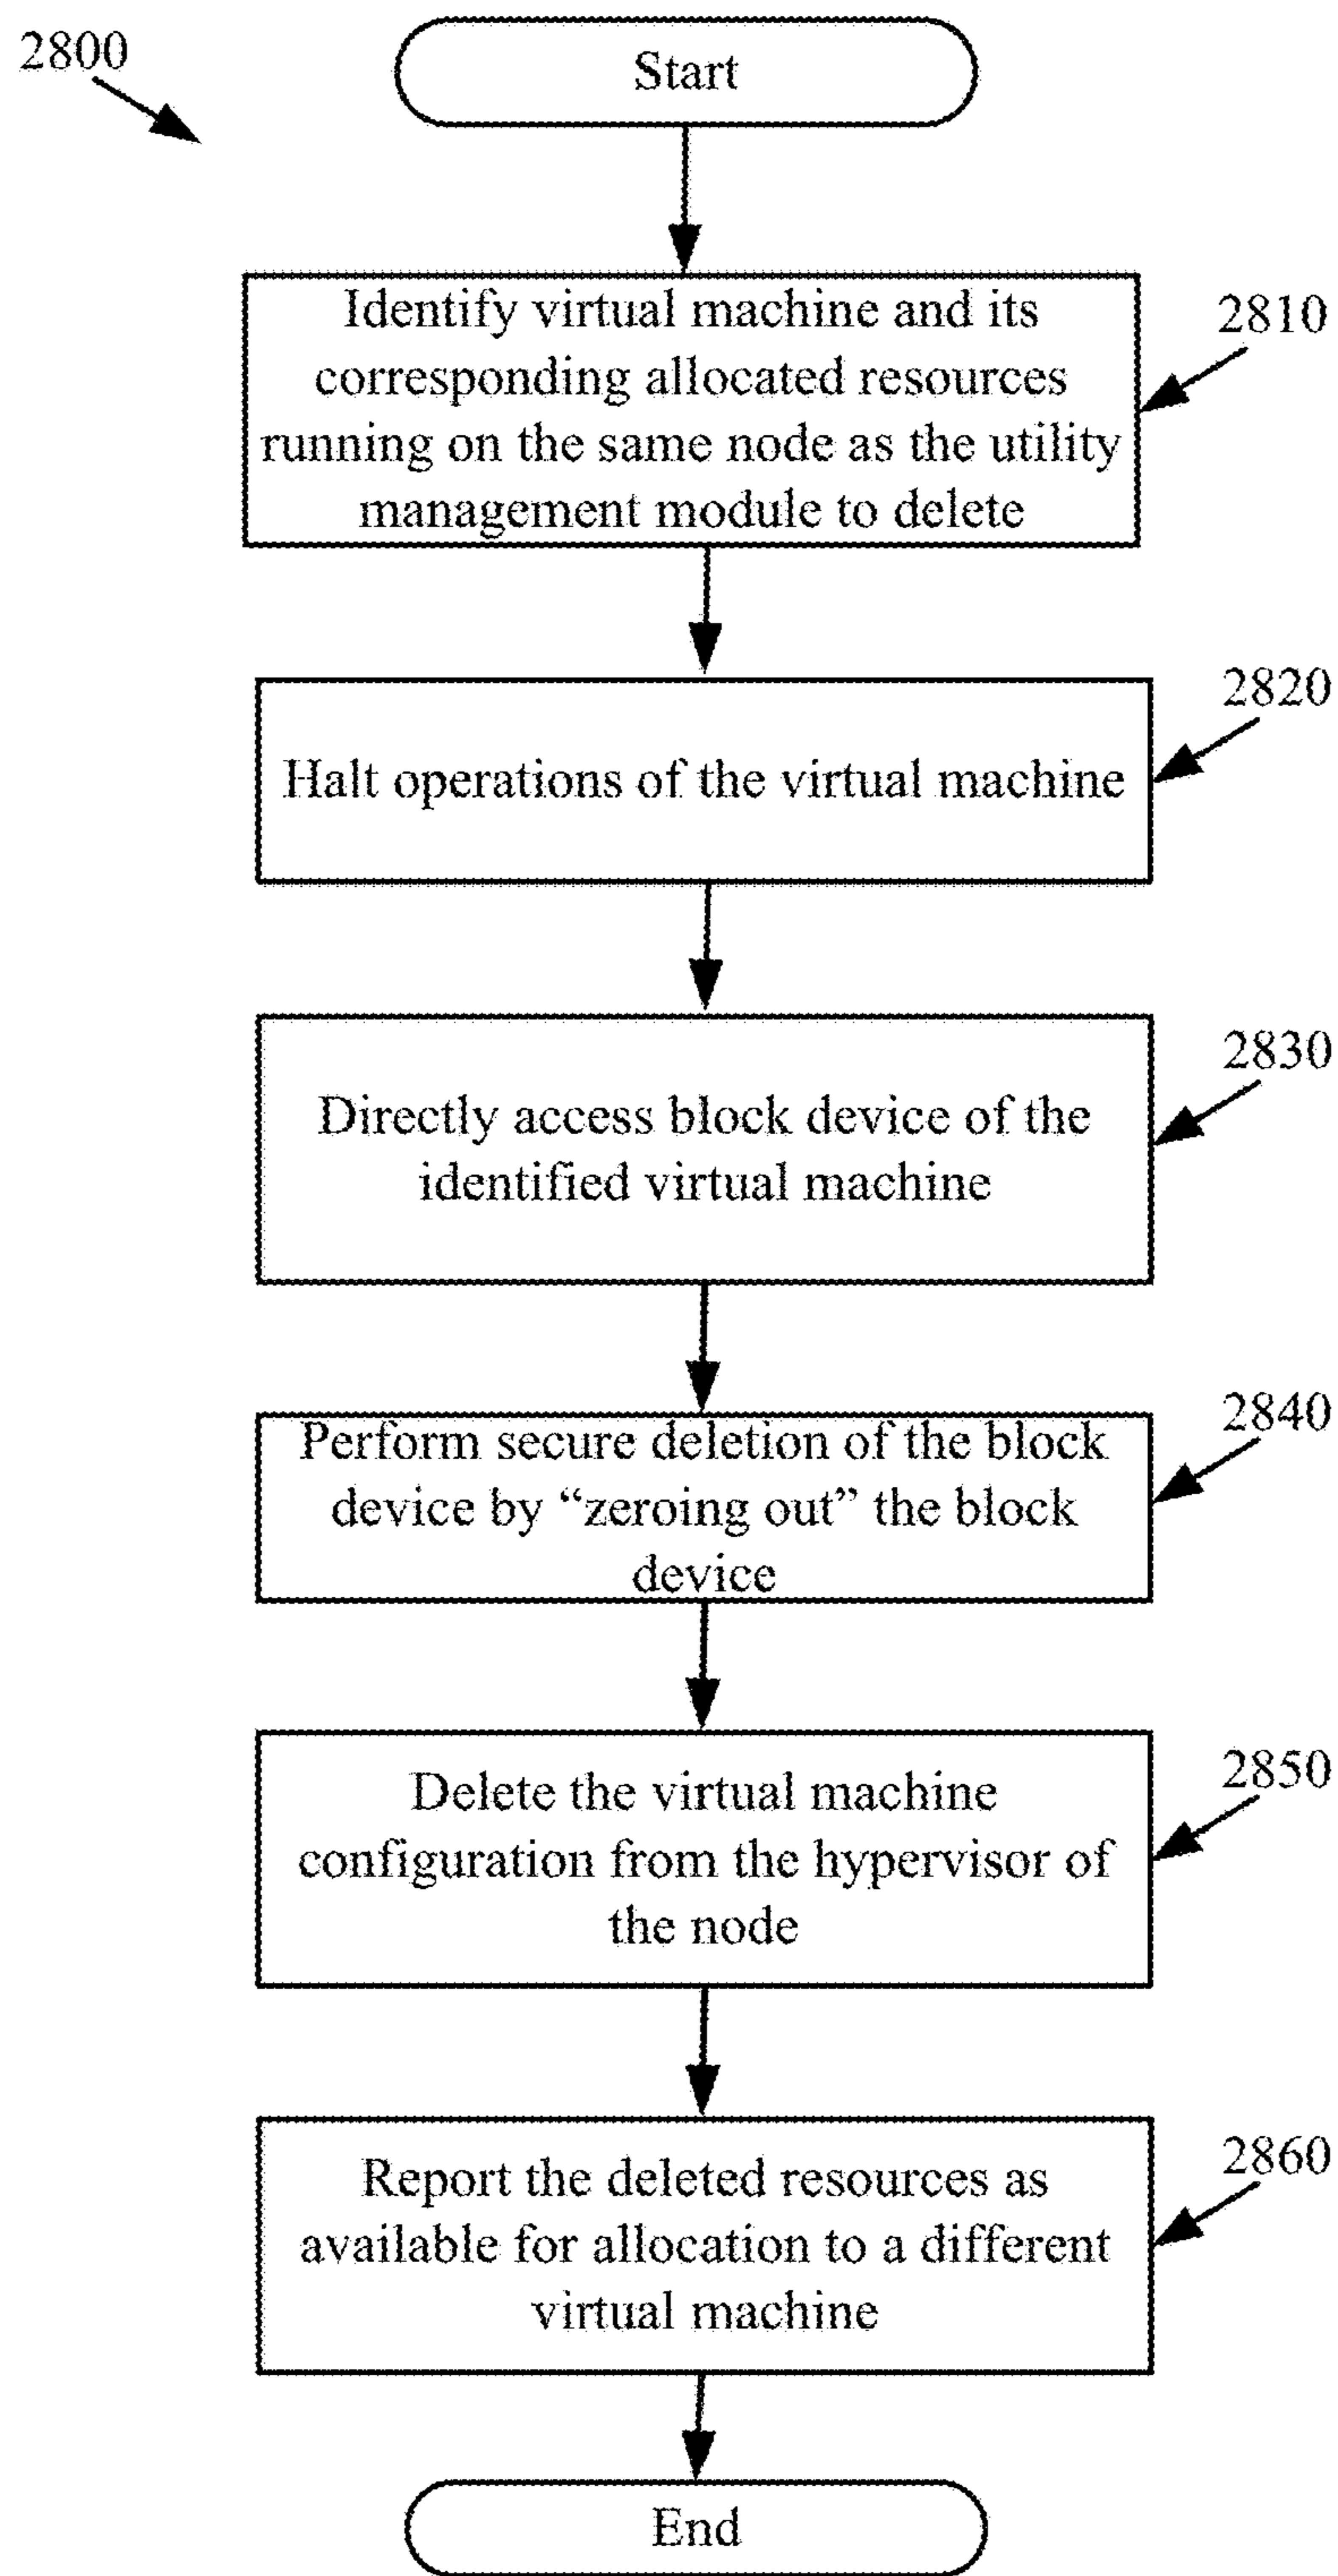 2800
Start
Identify virtual machine and its
corresponding allocated resources
running on the same node as the utility
management module to delete
2810
Halt operations of the virtual machine
2820
Directly access block device of the
identified virtual machine
2830
Perform secure deletion of the block
device by “zeroing out” the block
device
2840
Delete the virtual machine
configuration from the hypervisor of
the node
2850
Report the deleted resources as
available for allocation to a different
virtual machine
2860
End